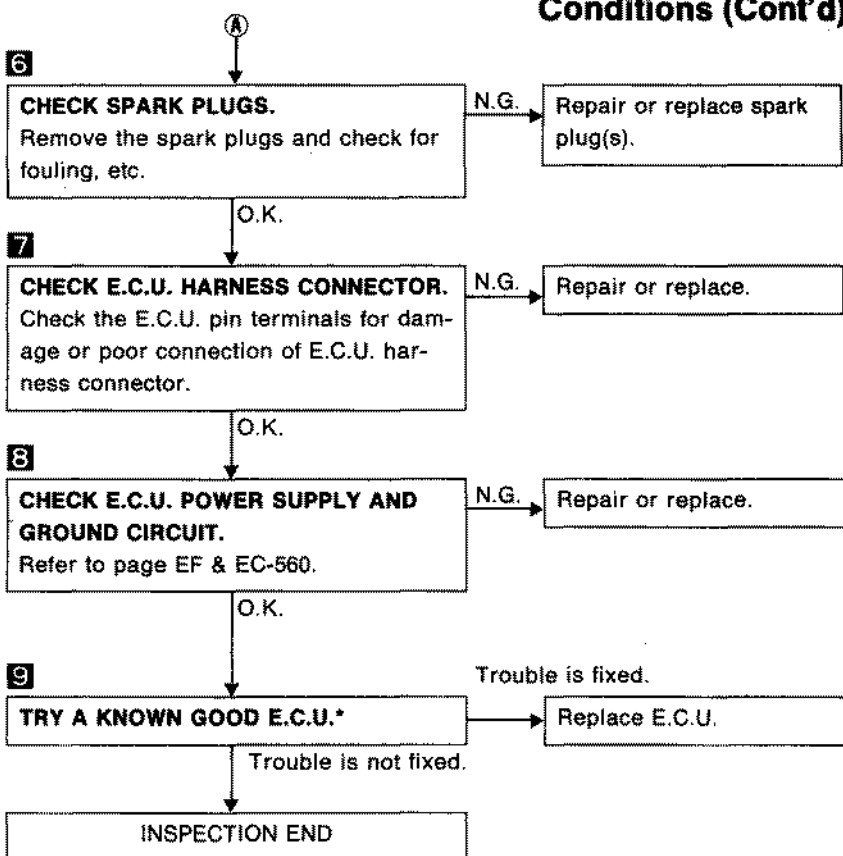 Conditions (Cont'd)
A
6
CHECK SPARK PLUGS.
Remove the spark plugs and check for
fouling, etc.
N.G.
Repair or replace spark
plug(s).
O.K.
7
CHECK E.C.U. HARNESS CONNECTOR.
Check the E.C.U. pin terminals for dam-
age or poor connection of E.C.U. har-
ness connector.
N.G.
Repair or replace.
O.K.
8
CHECK E.C.U. POWER SUPPLY AND
GROUND CIRCUIT.
Refer to page EF & EC-560.
N.G.
Repair or replace.
O.K.
9
TRY A KNOWN GOOD E.C.U.*
Trouble is fixed.
Replace E.C.U.
Trouble is not fixed.
INSPECTION END